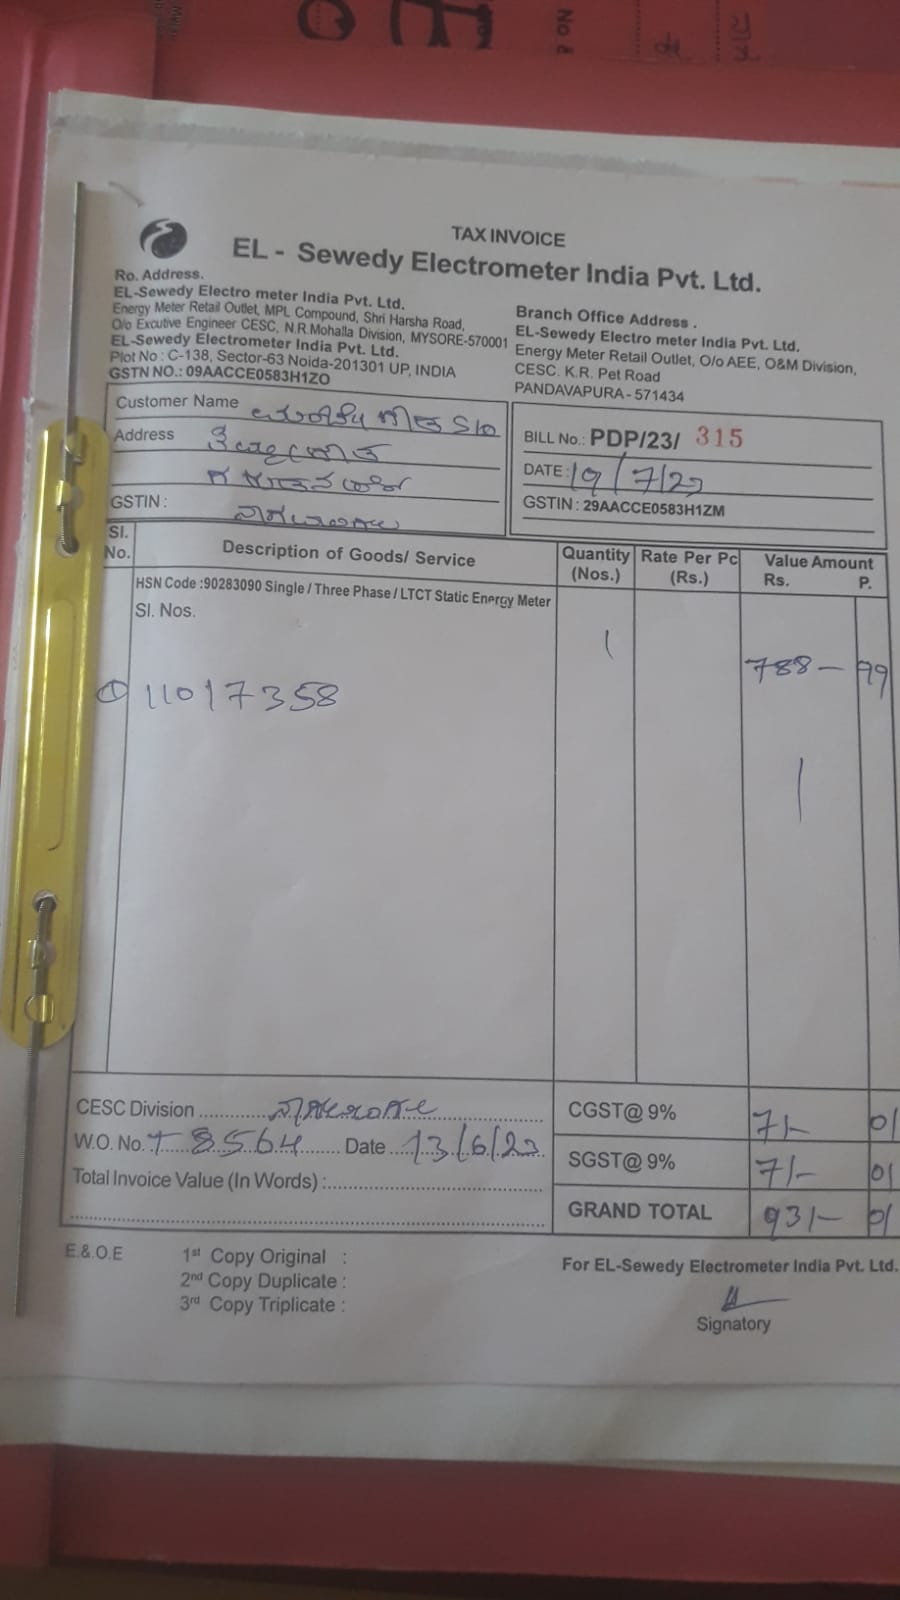 No 8
TAX INVOICE
EL - Sewedy Electrometer India Pvt. Ltd.
Ro. Address.
EL-Sewedy Electro meter India Pvt. Ltd.
Energy Meter Retail Outlet, MPL Compound, Shri Harsha Road,
O/o Excutive Engineer CESC, N.R.Mohalla Division, MYSORE-570001
EL-Sewedy Electrometer India Pvt. Ltd.
Plot No : C-138, Sector-63 Noida-201301 UP, INDIA
GSTN NO.: 09AACCE0583H1ZO
Branch Office Address .
EL-Sewedy Electro meter India Pvt. Ltd.
Energy Meter Retail Outlet, O/o AEE, O&M Division,
CESC. K.R. Pet Road
PANDAVAPURA - 571434
Customer Name S/o
Address
GSTIN :
BILL No.: PDP/23/ 315
DATE: 19/7/23
GSTIN : 29AACCE0583H1ZM
Sl. No. Description of Goods/ Service Quantity (Nos.) Rate Per Pc (Rs.) Value Amount Rs. P.
HSN Code :90283090 Single / Three Phase / LTCT Static Energy Meter
Sl. Nos.
1 788 - 99
① 11017358
CESC Division
W.O. No. T 8564 Date 13/6/23
Total Invoice Value (In Words) :
CGST@ 9% 71- 01
SGST@ 9% 71- 01
GRAND TOTAL 931- 01
E.&.O.E
1st Copy Original :
2nd Copy Duplicate :
3rd Copy Triplicate :
For EL-Sewedy Electrometer India Pvt. Ltd.
Signatory